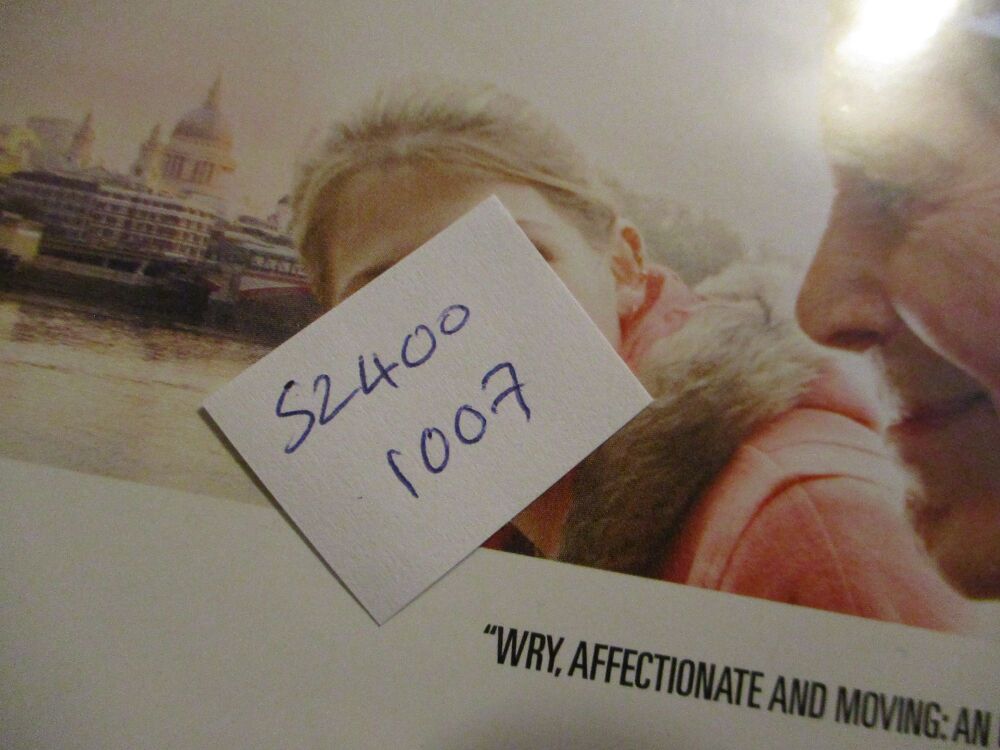 S2400
1007
"WRY, AFFECTIONATE AND MOVING: AN